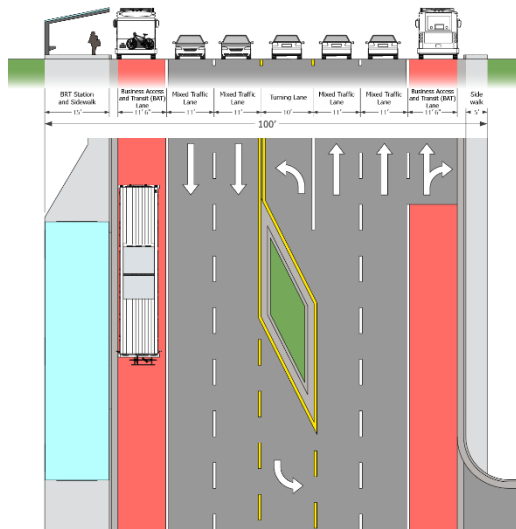 BRT Station
and Sidewalk
15'
Business Access
and Transit (BAT)
Lane
11' 6"
Mixed Traffic
Lane
11'
Mixed Traffic
Lane
11'
Turning Lane
10'
Mixed Traffic
Lane
11'
Mixed Traffic
Lane
11'
Business Access
and Transit (BAT)
Lane
11' 6"
Side
walk
5'
100'